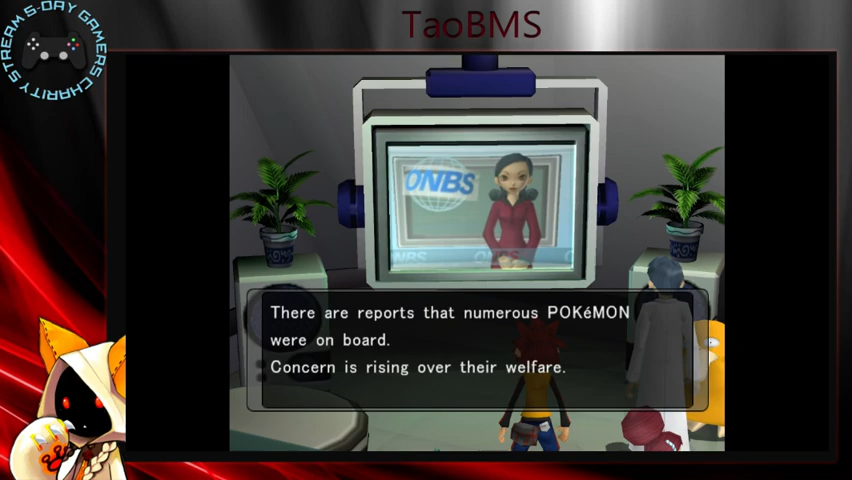 TaoBMS
STREAM 5-DAY GAMERS CHARITY
ONBS
There are reports that numerous POKéMON
were on board.
Concern is rising over their welfare.